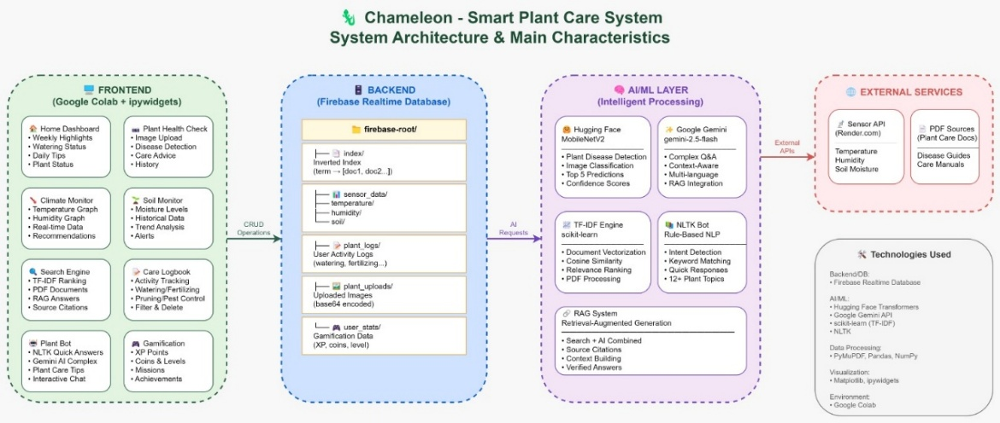 Chameleon - Smart Plant Care System
System Architecture & Main Characteristics
FRONTEND
(Google Colab + ipywidgets)
Home Dashboard
• Weekly Highlights
• Watering Status
• Daily Tips
• Plant Status
Plant Health Check
• Image Upload
• Disease Detection
• Care Advice
• History
Climate Monitor
• Temperature Graph
• Humidity Graph
• Real-time Data
• Recommendations
Soil Monitor
• Moisture Levels
• Historical Data
• Trend Analysis
• Alerts
Search Engine
• TF-IDF Ranking
• PDF Documents
• RAG Answers
• Source Citations
Care Logbook
• Activity Tracking
• Watering/Fertilizing
• Pruning/Pest Control
• Filter & Delete
Plant Bot
• NLTK Quick Answers
• Gemini AI Complex
• Plant Care Tips
• Interactive Chat
Gamification
• XP Points
• Coins & Levels
• Missions
• Achievements
CRUD
Operations
BACKEND
(Firebase Realtime Database)
firebase-root/
index/
Inverted Index
(term → [doc1, doc2...])
sensor_data/
temperature/
humidity/
soil/
plant_logs/
User Activity Logs
(watering, fertilizing...)
plant_uploads/
Uploaded Images
(base64 encoded)
user_stats/
Gamification Data
(XP, coins, level)
AI
Requests
AI/ML LAYER
(Intelligent Processing)
Hugging Face
MobileNetV2
• Plant Disease Detection
• Image Classification
• Top 5 Predictions
• Confidence Scores
Google Gemini
gemini-2.5-flash
• Complex Q&A
• Context-Aware
• Multi-language
• RAG Integration
TF-IDF Engine
scikit-learn
• Document Vectorization
• Cosine Similarity
• Relevance Ranking
• PDF Processing
NLTK Bot
Rule-Based NLP
• Intent Detection
• Keyword Matching
• Quick Responses
• 12+ Plant Topics
RAG System
Retrieval-Augmented Generation
• Search + AI Combined
• Source Citations
• Context Building
• Verified Answers
External
APIs
EXTERNAL SERVICES
Sensor API
(Render.com)
Temperature
Humidity
Soil Moisture
PDF Sources
(Plant Care Docs)
Disease Guides
Care Manuals
Technologies Used
Backend/DB:
• Firebase Realtime Database
AI/ML:
• Hugging Face Transformers
• Google Gemini API
• scikit-learn (TF-IDF)
• NLTK
Data Processing:
• PyMuPDF, Pandas, NumPy
Visualization:
• Matplotlib, ipywidgets
Environment:
• Google Colab